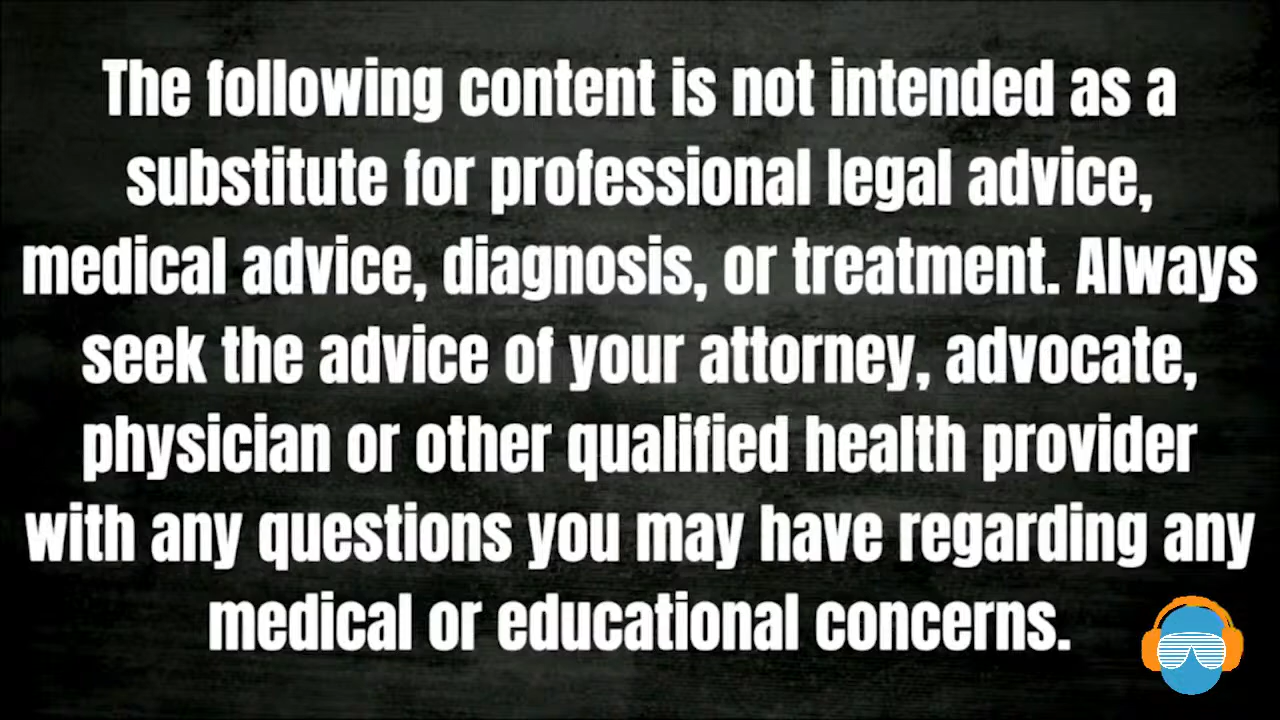 The following content is not intended as a
substitute for professional legal advice,
medical advice, diagnosis, or treatment. Always
seek the advice of your attorney, advocate,
physician or other qualified health provider
with any questions you may have regarding any
medical or educational concerns.